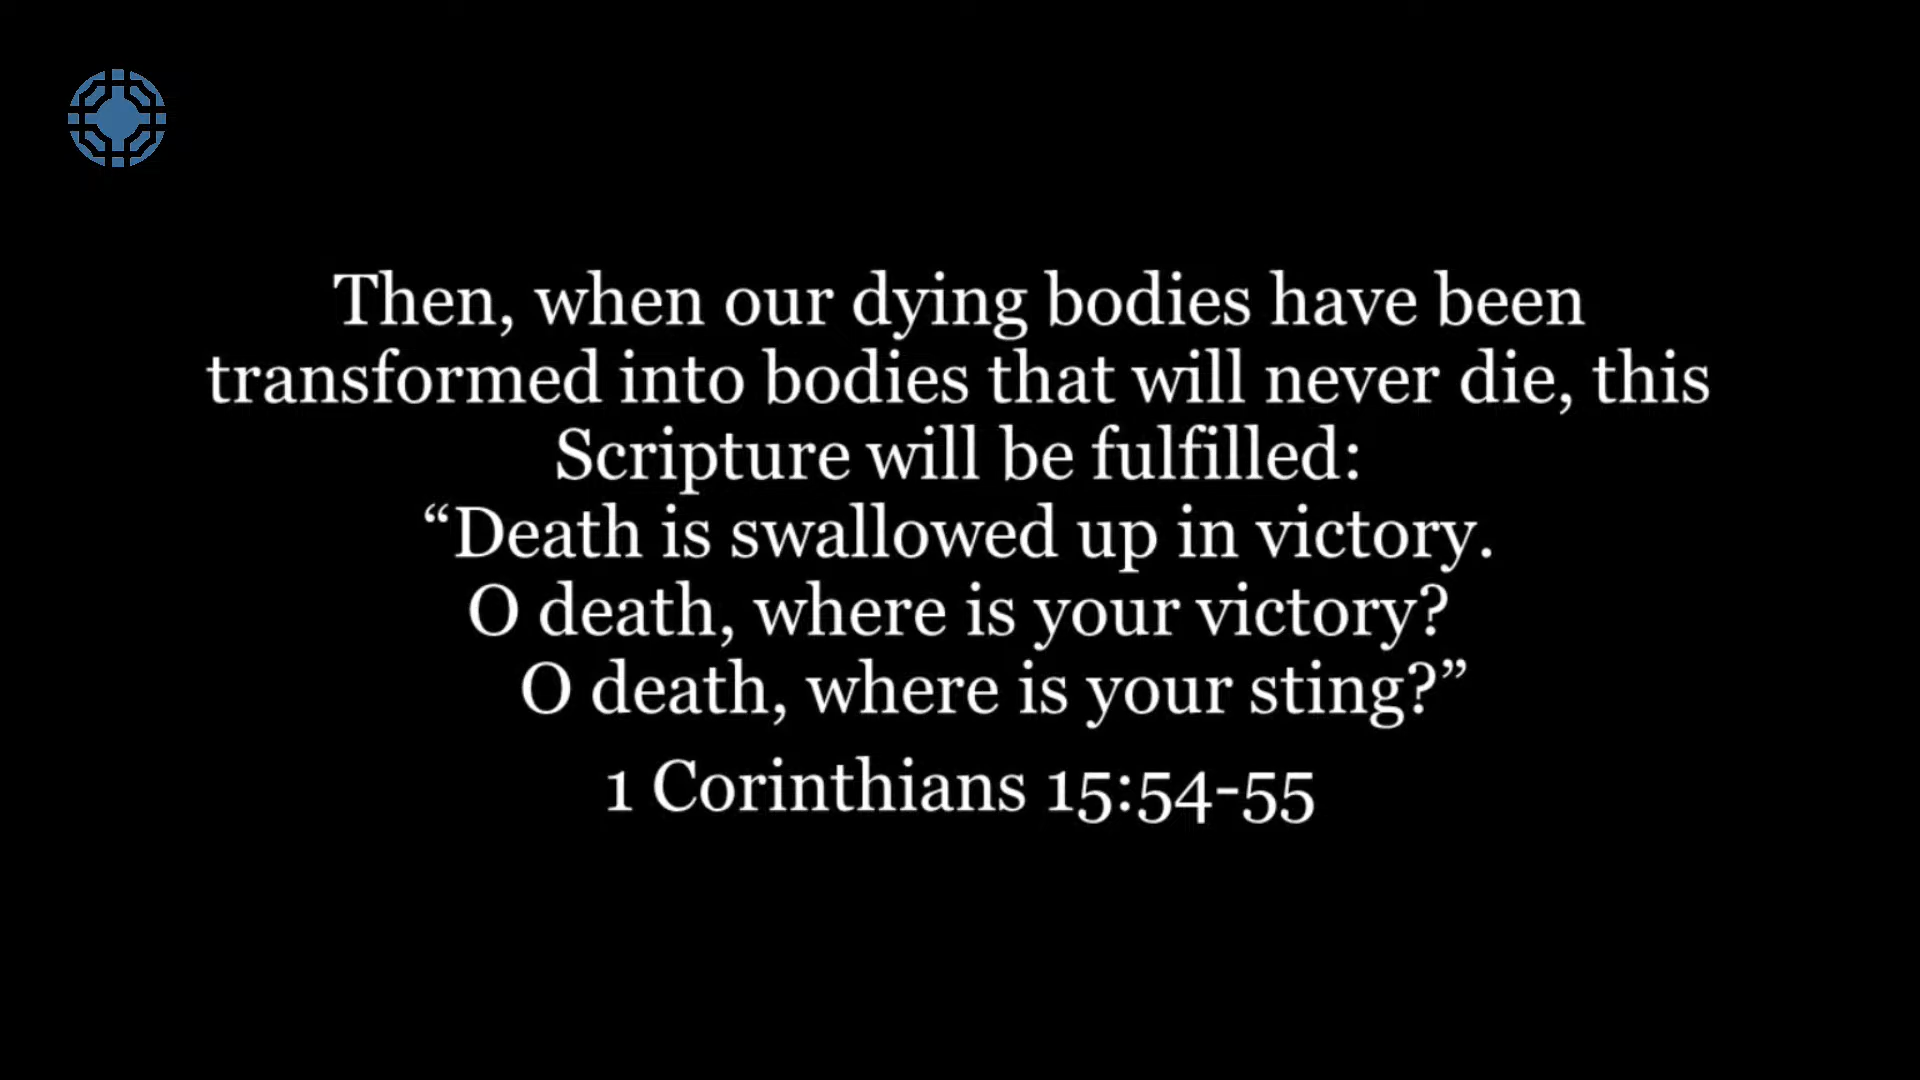 Then, when our dying bodies have been
transformed into bodies that will never die, this
Scripture will be fulfilled:
“Death is swallowed up in victory.
O death, where is your victory?
O death, where is your sting?”
1 Corinthians 15:54-55